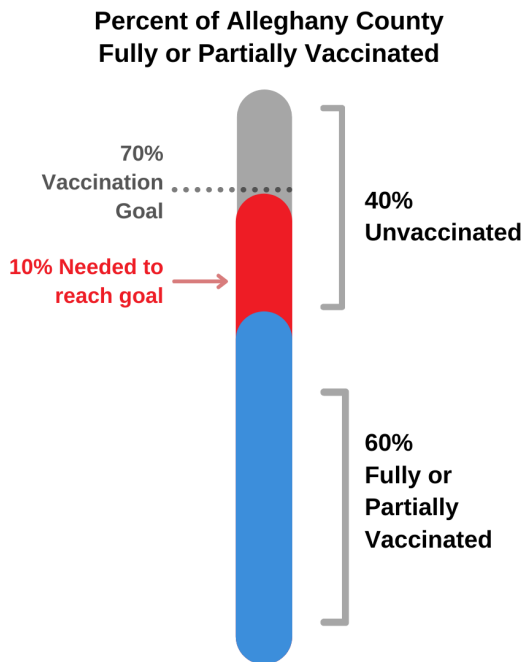 Percent of Alleghany County
Fully or Partially Vaccinated
70%
Vaccination
Goal
40%
Unvaccinated
10% Needed to
reach goal
60%
Fully or
Partially
Vaccinated